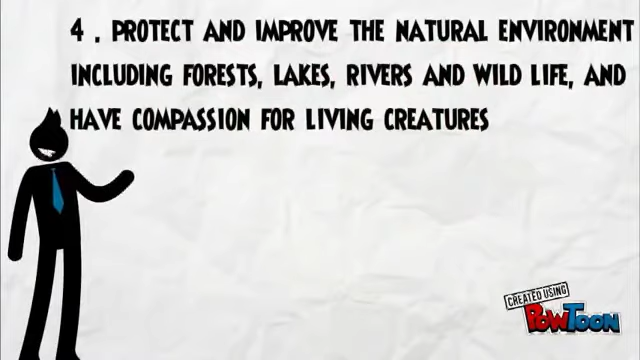 4 . PROTECT AND IMPROVE THE NATURAL ENVIRONMENT
INCLUDING FORESTS, LAKES, RIVERS AND WILD LIFE, AND
HAVE COMPASSION FOR LIVING CREATURES
CREATED USING
POWTOON